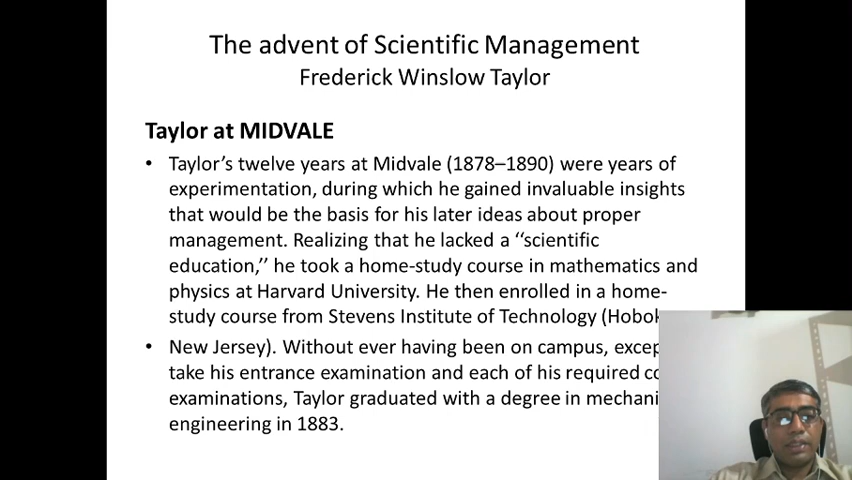 The advent of Scientific Management
Frederick Winslow Taylor
Taylor at MIDVALE
• Taylor’s twelve years at Midvale (1878–1890) were years of
experimentation, during which he gained invaluable insights
that would be the basis for his later ideas about proper
management. Realizing that he lacked a ‘‘scientific
education,’’ he took a home-study course in mathematics and
physics at Harvard University. He then enrolled in a home-
study course from Stevens Institute of Technology
• New Jersey). Without ever having been on campus,
take his entrance examination and each of his required
examinations, Taylor graduated with a degree in
engineering in 1883.